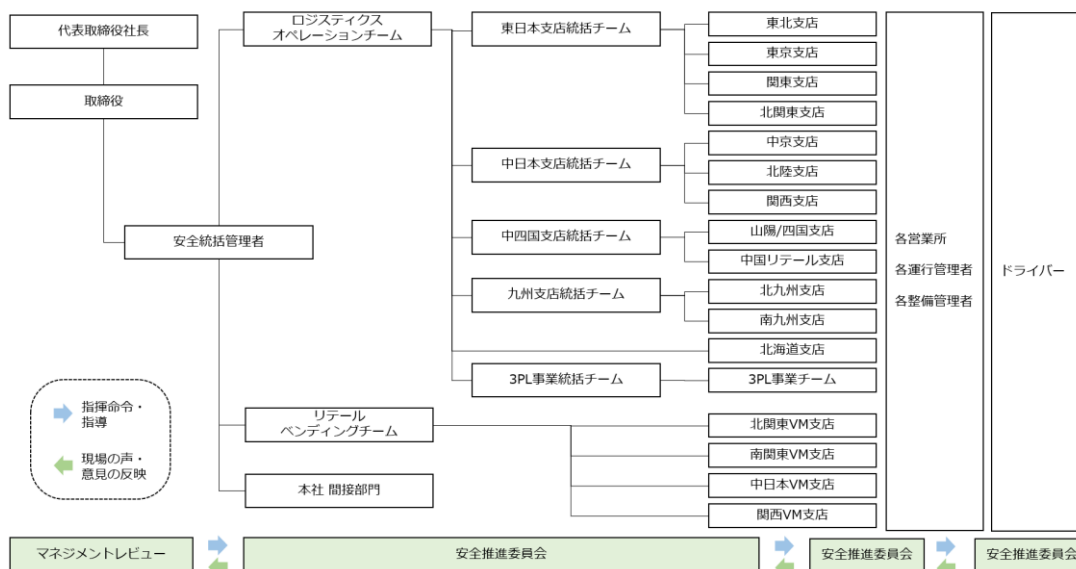 代表取締役社長
取締役
安全統括管理者
ロジスティクス
オペレーションチーム
リテール
ベンディングチーム
本社 間接部門
東日本支店統括チーム
中日本支店統括チーム
中四国支店統括チーム
九州支店統括チーム
3PL事業統括チーム
東北支店
東京支店
関東支店
北関東支店
中京支店
北陸支店
関西支店
山陽/四国支店
中国リテール支店
北九州支店
南九州支店
北海道支店
3PL事業チーム
北関東VM支店
南関東VM支店
中日本VM支店
関西VM支店
各営業所
各運行管理者
各整備管理者
ドライバー
指揮命令・
指導
現場の声・
意見の反映
マネジメントレビュー
安全推進委員会
安全推進委員会
安全推進委員会